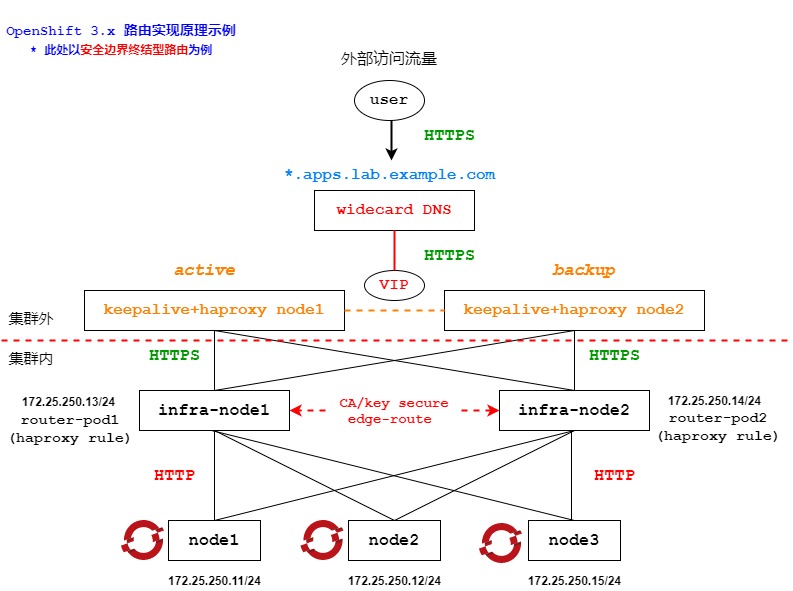 OpenShift 3.x 路由实现原理示例
* 此处以安全边界终结型路由为例
外部访问流量
user
HTTPS
*.apps.lab.example.com
widecard DNS
HTTPS
active
backup
VIP
keepalive+haproxy node1
keepalive+haproxy node2
集群外
集群内
HTTPS
HTTPS
172.25.250.13/24
router-pod1
(haproxy rule)
infra-node1
CA/key secure
edge-route
infra-node2
172.25.250.14/24
router-pod2
(haproxy rule)
HTTP
HTTP
node1
node2
node3
172.25.250.11/24
172.25.250.12/24
172.25.250.15/24